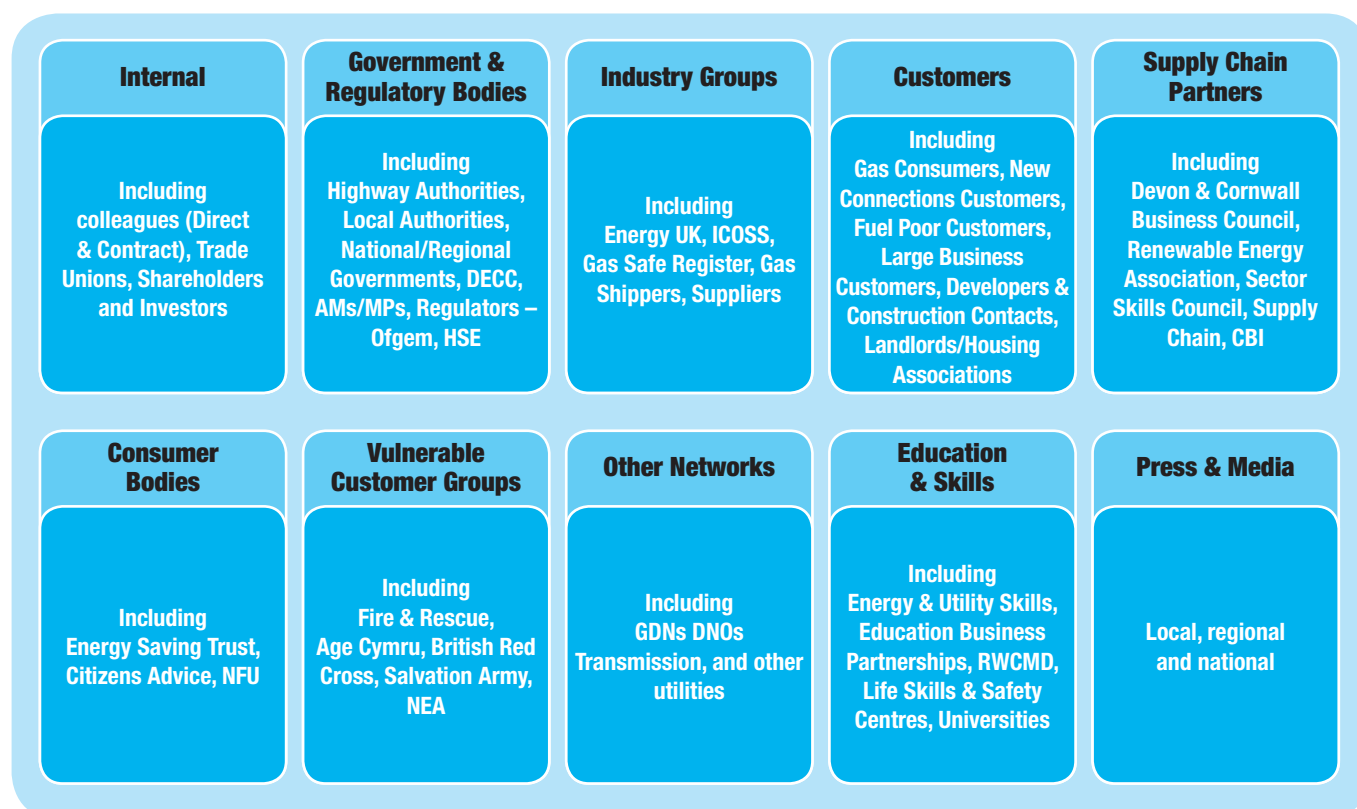 Internal
Including
colleagues (Direct
& Contract), Trade
Unions, Shareholders
and Investors
Government &
Regulatory Bodies
Including
Highway Authorities,
Local Authorities,
National/Regional
Governments, DECC,
AMs/MPs, Regulators –
Ofgem, HSE
Industry Groups
Including
Energy UK, ICOSS,
Gas Safe Register, Gas
Shippers, Suppliers
Customers
Including
Gas Consumers, New
Connections Customers,
Fuel Poor Customers,
Large Business
Customers, Developers &
Construction Contacts,
Landlords/Housing
Associations
Supply Chain
Partners
Including
Devon & Cornwall
Business Council,
Renewable Energy
Association, Sector
Skills Council, Supply
Chain, CBI
Consumer
Bodies
Including
Energy Saving Trust,
Citizens Advice, NFU
Vulnerable
Customer Groups
Including
Fire & Rescue,
Age Cymru, British Red
Cross, Salvation Army,
NEA
Other Networks
Including
GDNs DNOs
Transmission, and other
utilities
Education
& Skills
Including
Energy & Utility Skills,
Education Business
Partnerships, RWCMD,
Life Skills & Safety
Centres, Universities
Press & Media
Local, regional
and national